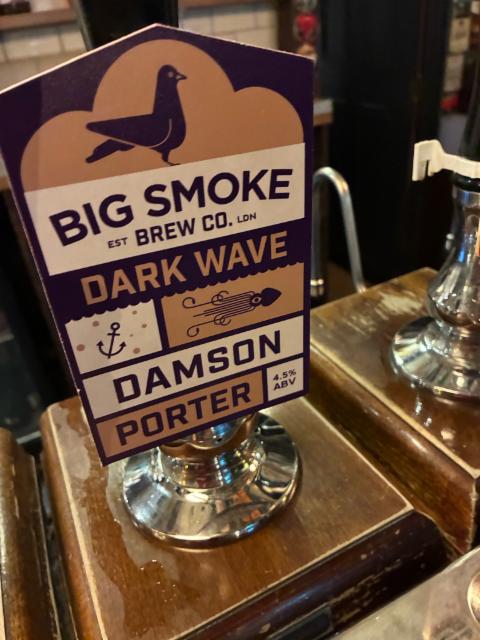 BIG SMOKE
EST BREW CO. LDN
DARK WAVE
DAMSON
PORTER
4.5%
ABV